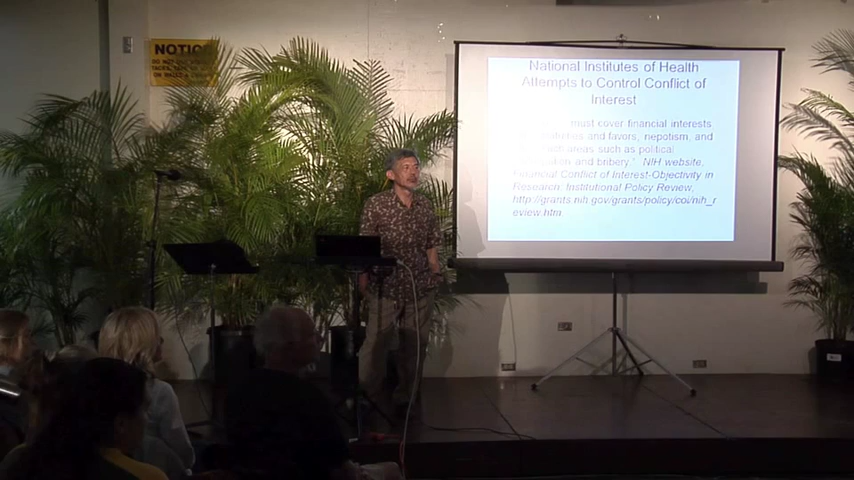 NOTICE
National Institutes of Health
Attempts to Control Conflict of
Interest
must cover financial interests
and favors, nepotism, and
areas such as political
and bribery." NIH website,
Financial Conflict of Interest-Objectivity in
Research, Institutional Policy Review,
http://grants.nih.gov/grants/policy/coi/nih_r
eview.htm